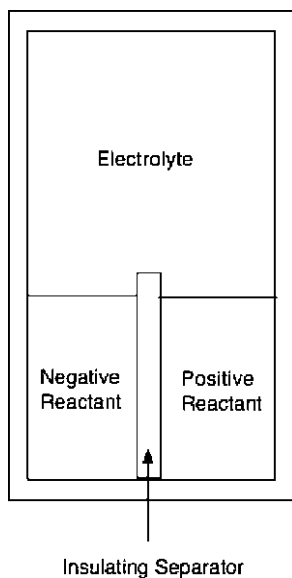 Electrolyte
Negative
Reactant
Positive
Reactant
Insulating Separator